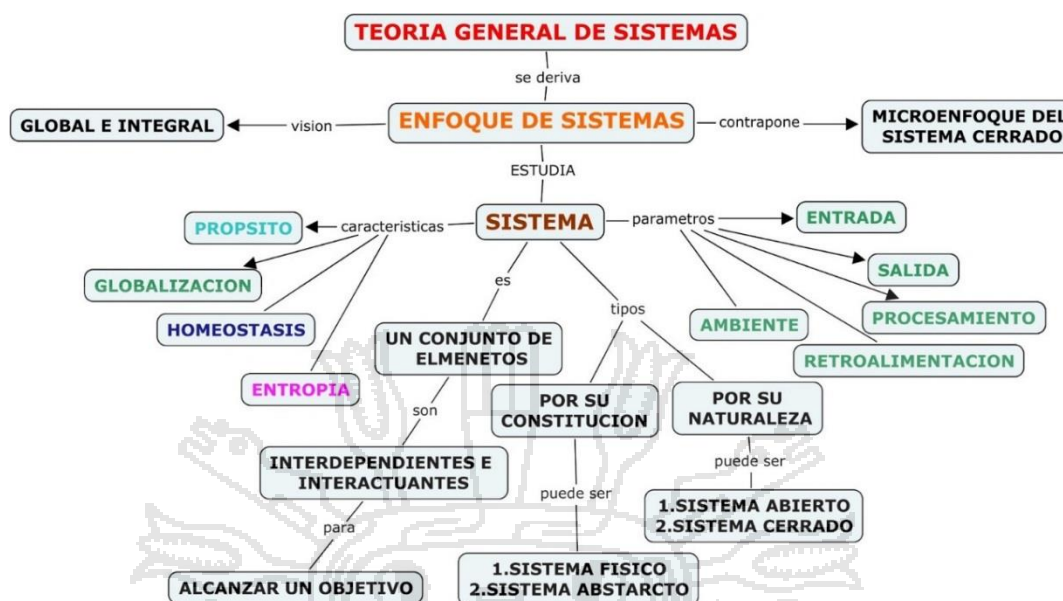 TEORIA GENERAL DE SISTEMAS
se deriva
GLOBAL E INTEGRAL
vision
ENFOQUE DE SISTEMAS
contrapone
MICROENFOQUE DEL
SISTEMA CERRADO
ESTUDIA
PROPSITO
caracteristicas
SISTEMA
parametros
ENTRADA
GLOBALIZACION
SALIDA
es
tipos
HOMEOSTASIS
AMBIENTE
PROCESAMIENTO
UN CONJUNTO DE
ELMENETOS
RETROALIMENTACION
ENTROPIA
son
POR SU
CONSTITUCION
POR SU
NATURALEZA
INTERDEPENDIENTES E
INTERACTUANTES
puede ser
puede ser
para
1.SISTEMA ABIERTO
2.SISTEMA CERRADO
ALCANZAR UN OBJETIVO
1.SISTEMA FISICO
2.SISTEMA ABSTARCTO